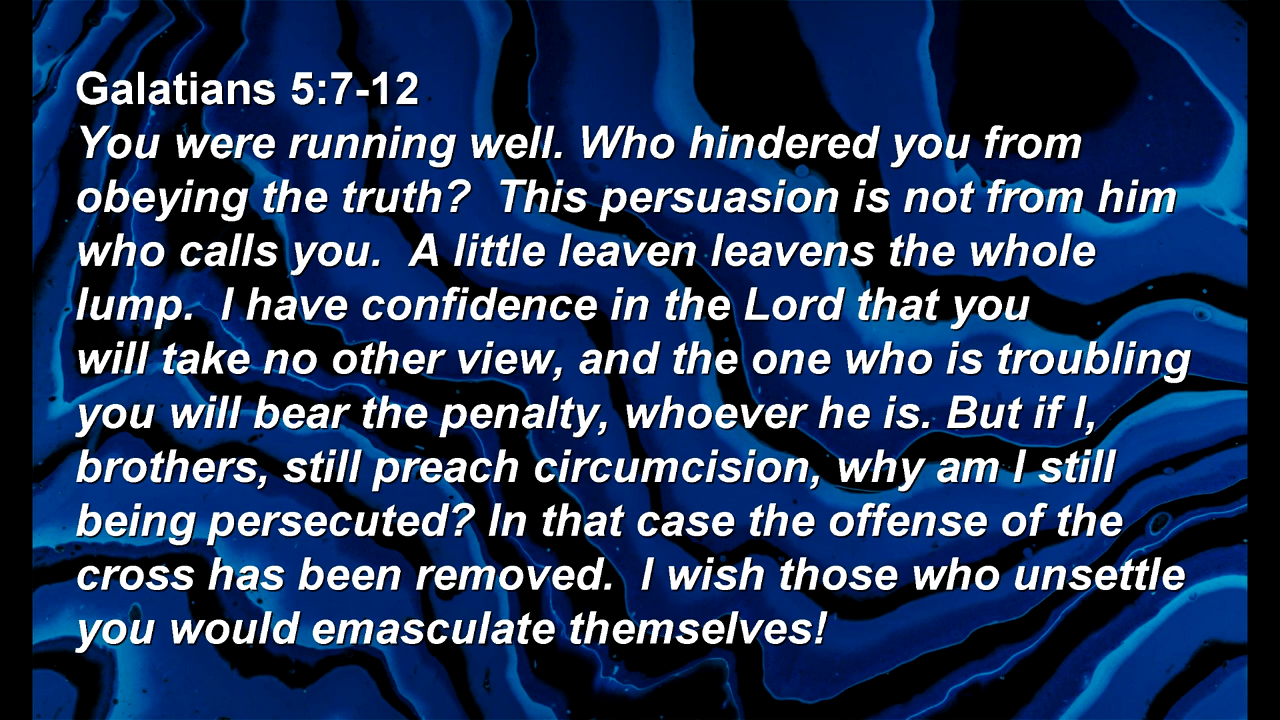 Galatians 5:7-12
You were running well. Who hindered you from
obeying the truth?  This persuasion is not from him
who calls you.  A little leaven leavens the whole
lump.  I have confidence in the Lord that you
will take no other view, and the one who is troubling
you will bear the penalty, whoever he is. But if I,
brothers, still preach circumcision, why am I still
being persecuted? In that case the offense of the
cross has been removed.  I wish those who unsettle
you would emasculate themselves!